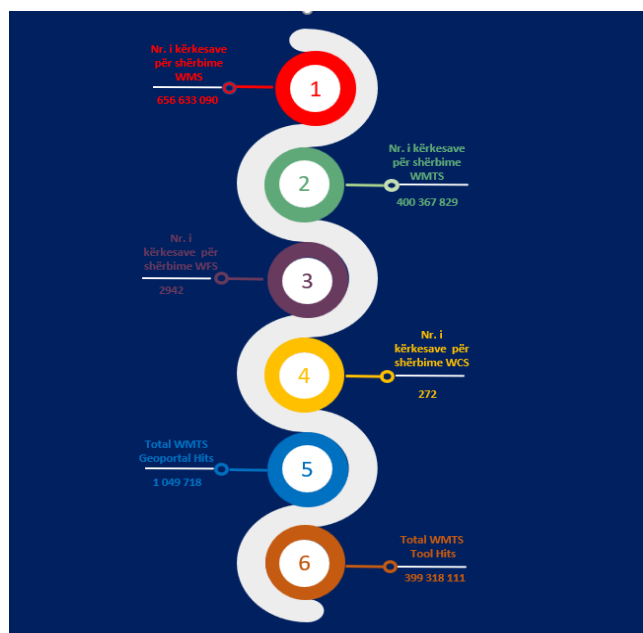 Nr. i kërkesave
për shërbime
WMS
656 633 090
1
Nr. i kërkesave
për shërbime
WMTS
400 367 829
2
Nr. i
kërkesave për
shërbime WFS
2942
3
Nr. i
kërkesave për
shërbime WCS
272
4
Total WMTS
Geoportal Hits
1 049 718
5
Total WMTS
Tool Hits
399 318 111
6